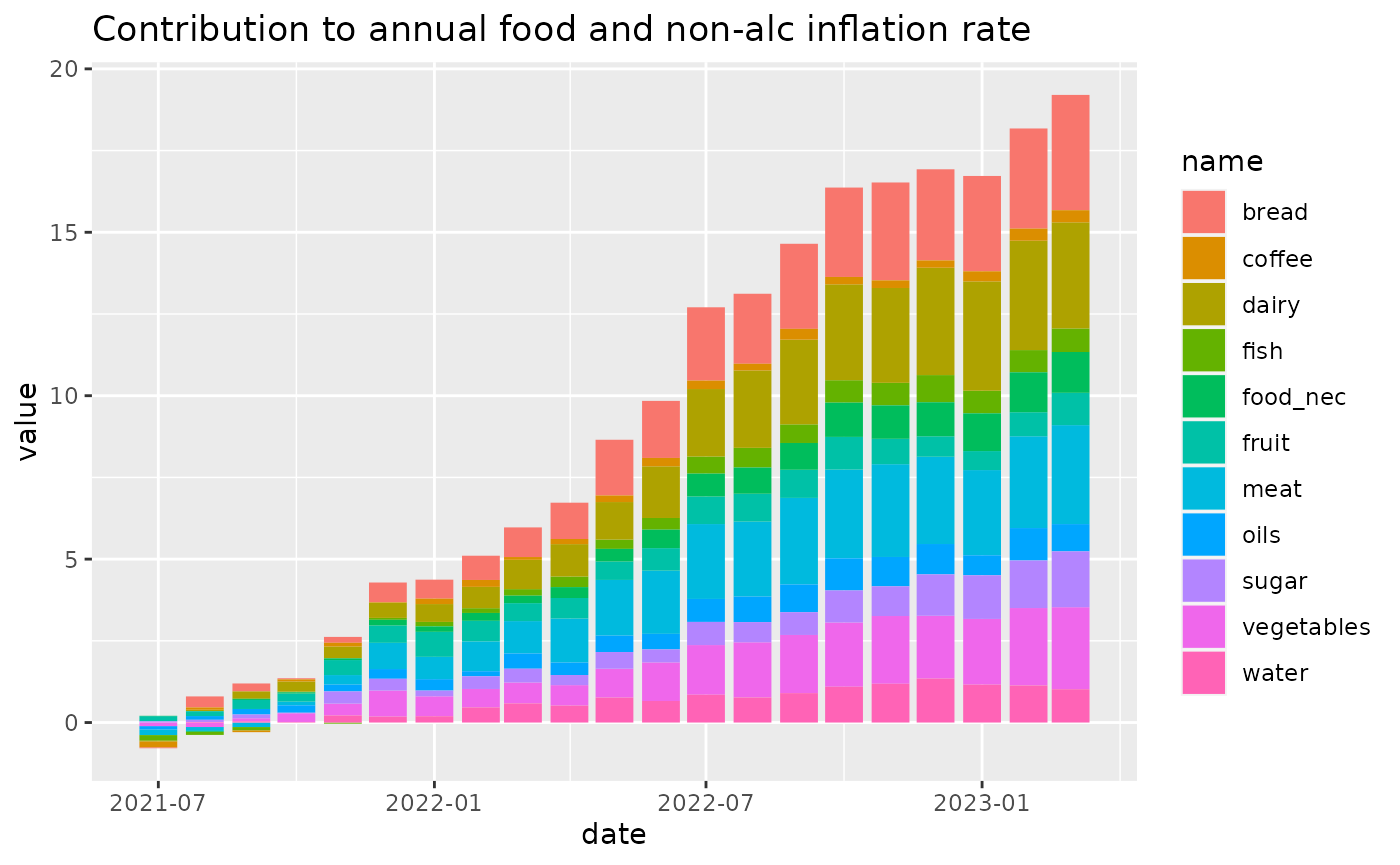 Contribution to annual food and non-alc inflation rate
20
15
10
5
0
value
2021-07
2022-01
2022-07
2023-01
date
name
bread
coffee
dairy
fish
food_nec
fruit
meat
oils
sugar
vegetables
water